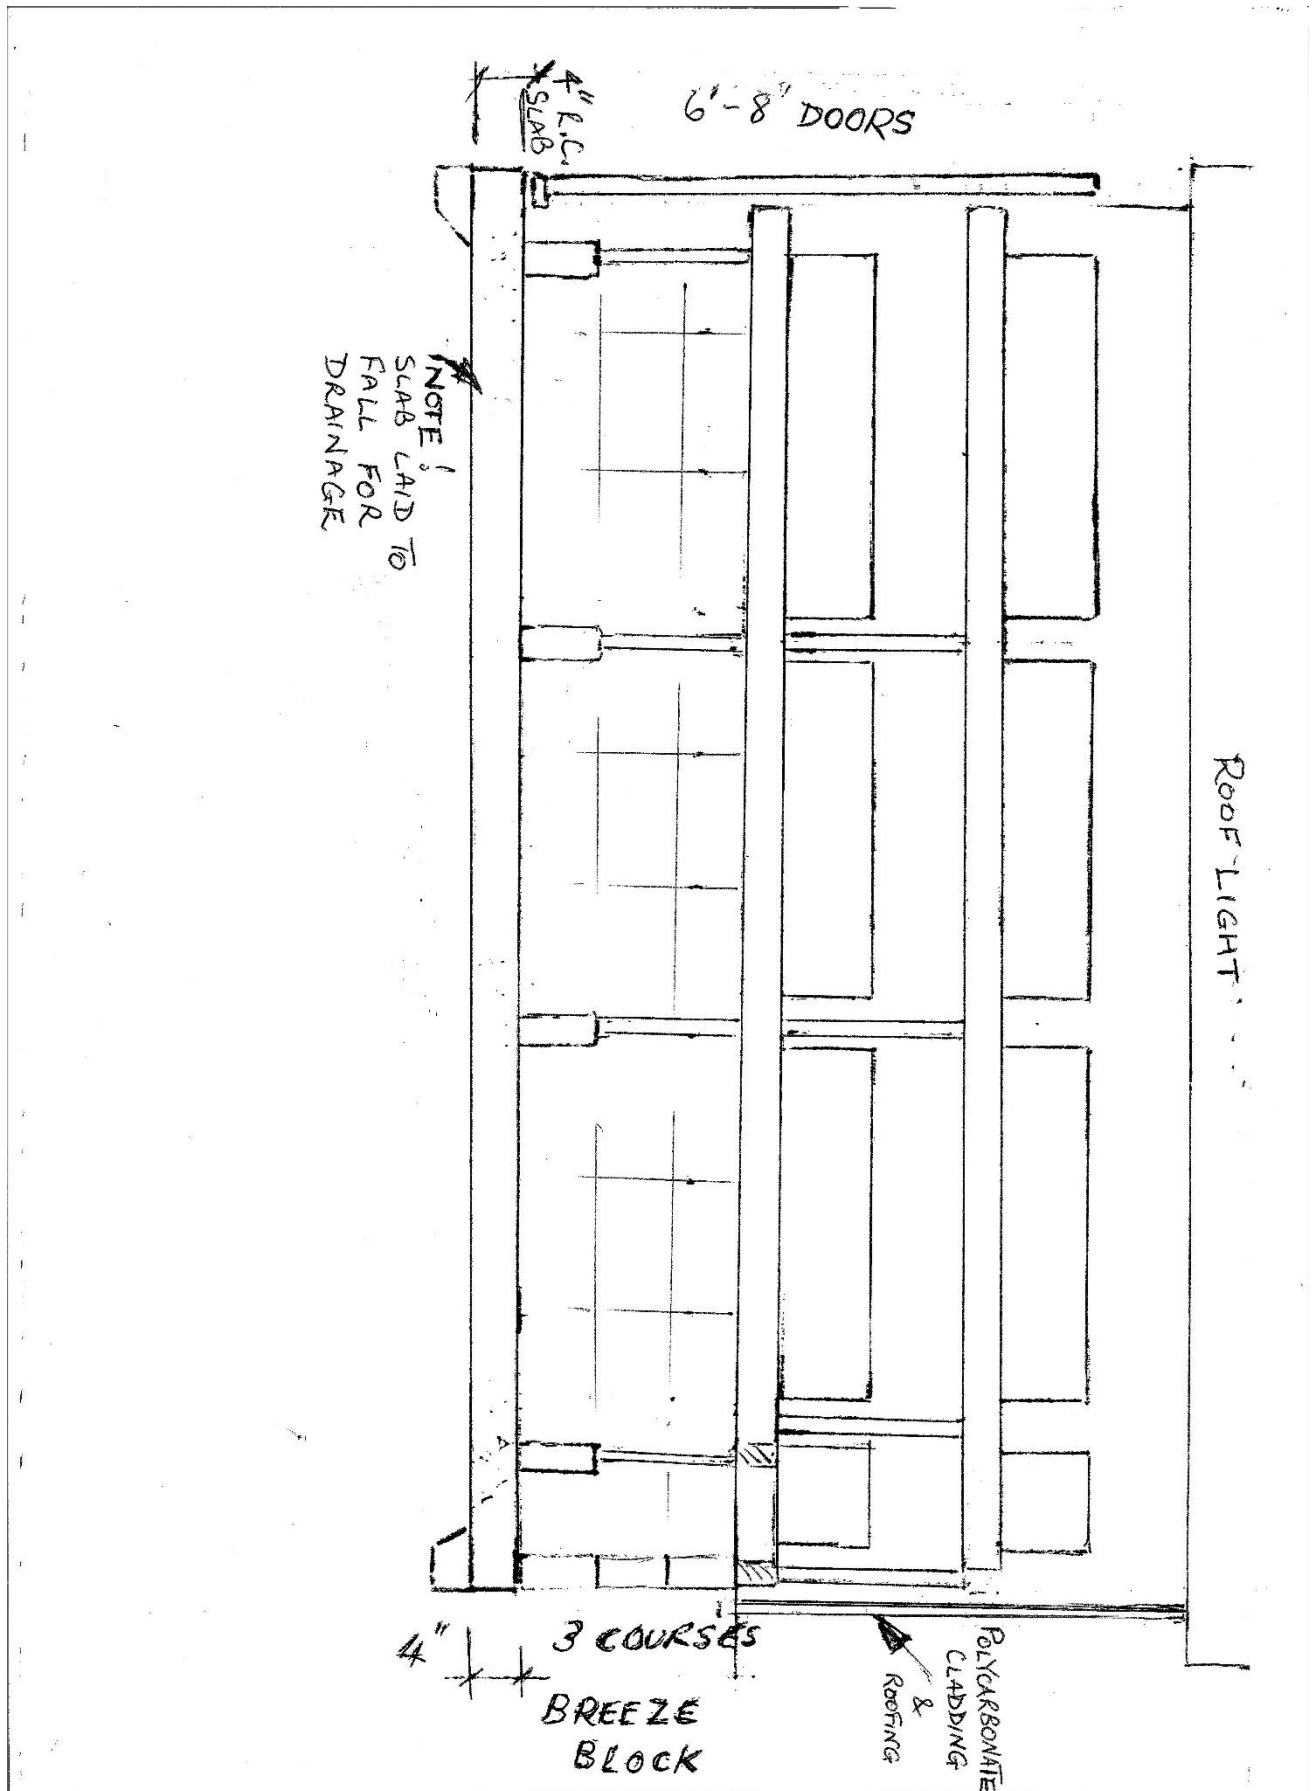 4" R.C.
SLAB
6'-8" DOORS
NOTE!
SLAB LAID TO
FALL FOR
DRAINAGE
ROOF LIGHT
4"
3 COURSES
BREEZE
BLOCK
POLYCARBONATE
CLADDING
&
ROOFING